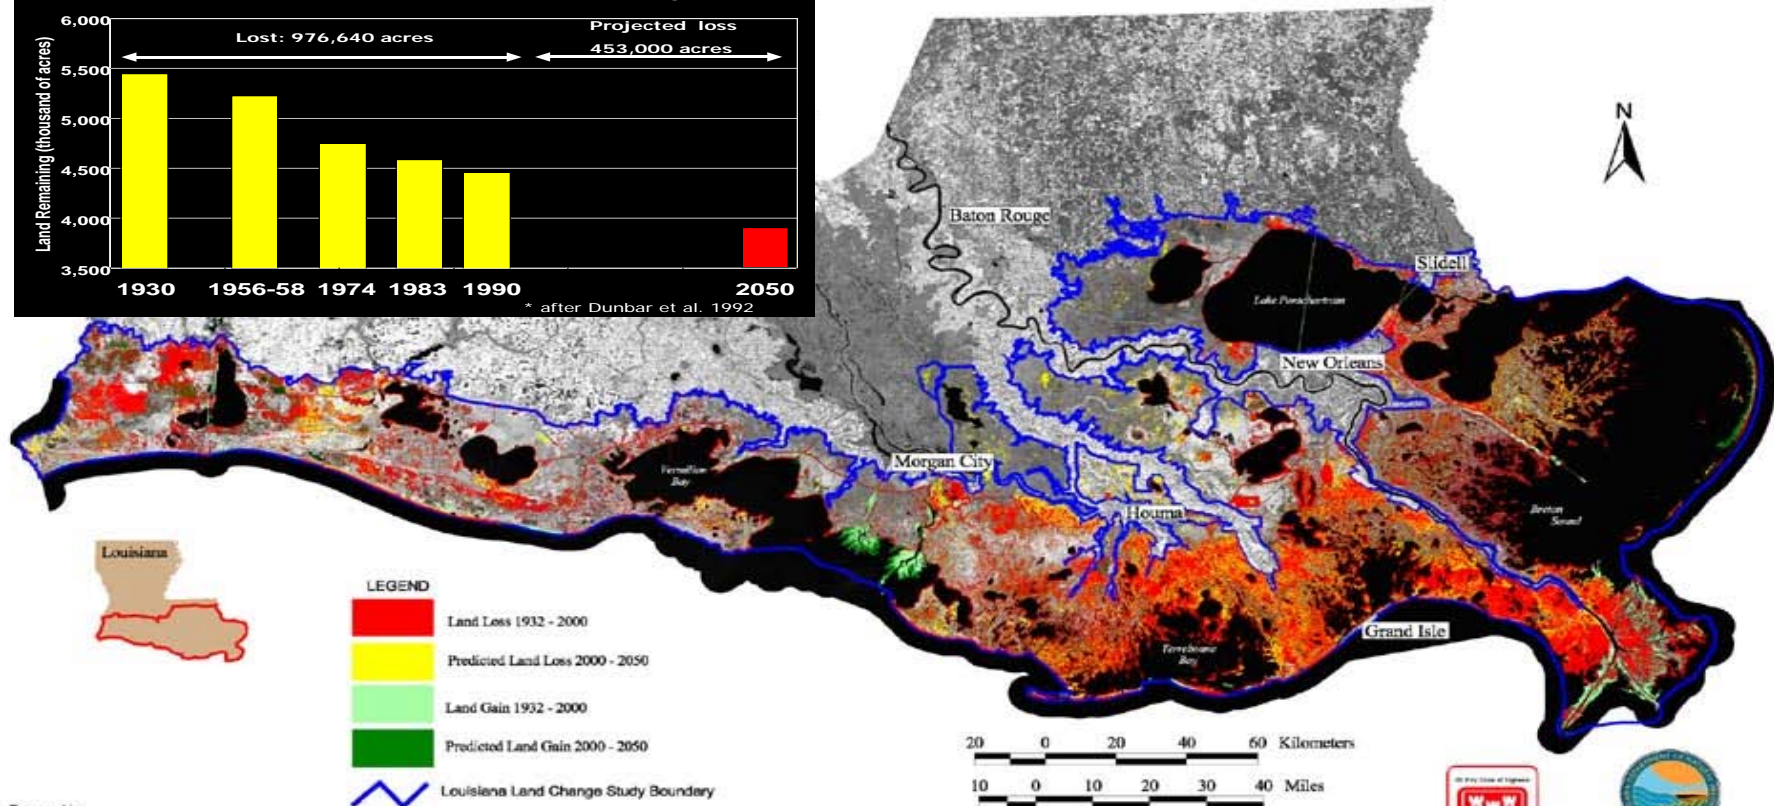 Lost: 976,640 acres
Projected loss
453,000 acres
Land Remaining (thousand of acres)
6,000
5,500
5,000
4,500
4,000
3,500
1930 1956-58 1974 1983 1990 2050
* after Dunbar et al. 1992
N
Baton Rouge
Slidell
Lake Pontchartrain
New Orleans
Morgan City
Vermilion
Bay
Houma
Breton
Sound
Grand Isle
Terrebonne
Bay
Louisiana
LEGEND
Land Loss 1932 - 2000
Predicted Land Loss 2000 - 2050
Land Gain 1932 - 2000
Predicted Land Gain 2000 - 2050
Louisiana Land Change Study Boundary
20 0 20 40 60 Kilometers
10 0 10 20 30 40 Miles